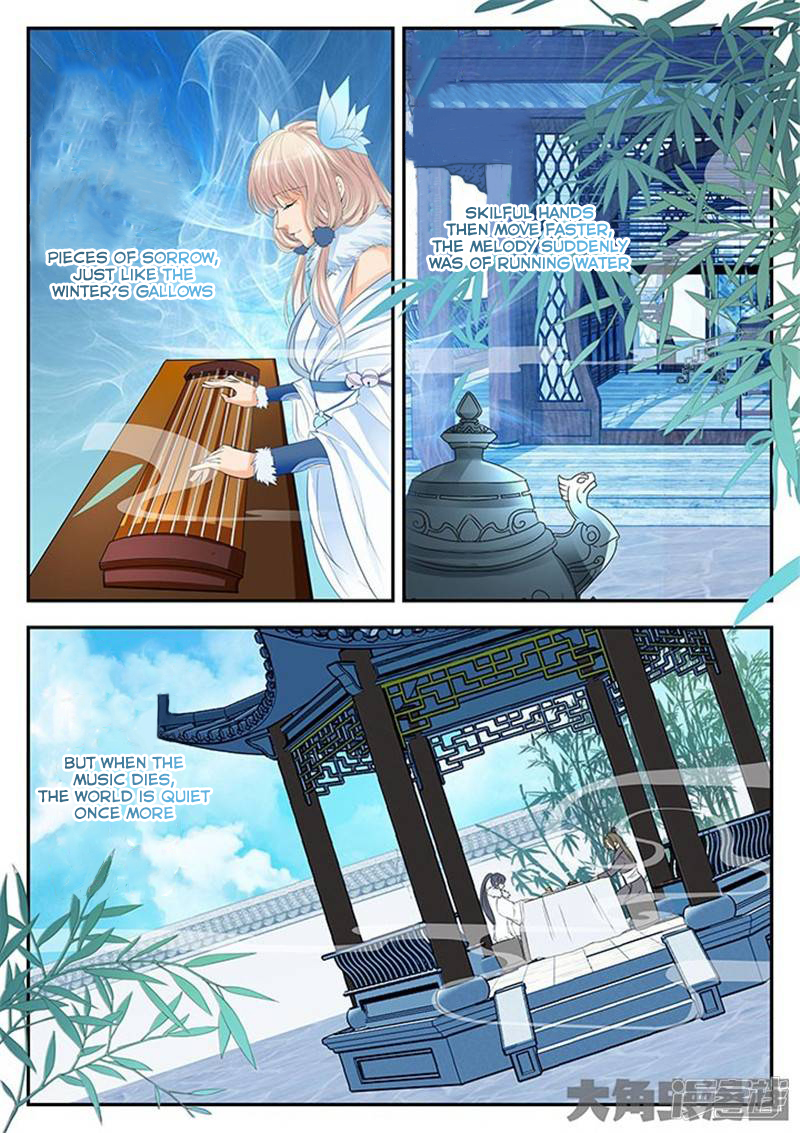 PIECES OF SORROW,
JUST LIKE THE
WINTER'S GALLOWS
SKILFUL HANDS
THEN MOVE FASTER,
THE MELODY SUDDENLY
WAS OF RUNNING WATER
BUT WHEN THE
MUSIC DIES,
THE WORLD IS QUIET
ONCE MORE
大角虫